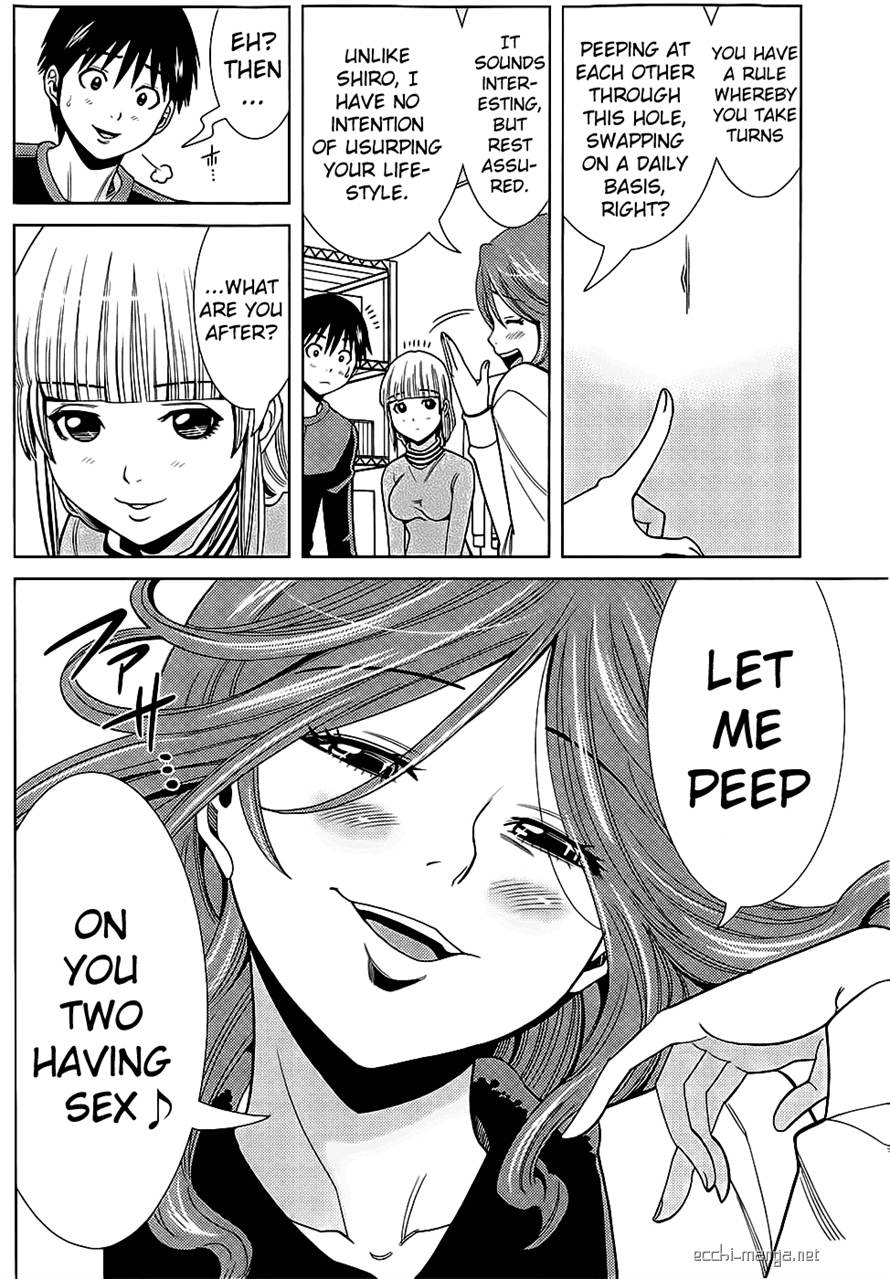 YOU HAVE
A RULE
WHEREBY
YOU TAKE
TURNS
PEEPING AT
EACH OTHER
THROUGH
THIS HOLE,
SWAPPING
ON A DAILY
BASIS,
RIGHT?
IT
SOUNDS
INTER-
ESTING,
BUT
REST
ASSU-
RED.
UNLIKE
SHIRO, I
HAVE NO
INTENTION
OF USURPING
YOUR LIFE-
STYLE.
EH?
THEN
...
...WHAT
ARE YOU
AFTER?
LET
ME
PEEP
ON
YOU
TWO
HAVING
SEX♪
ecchi-manga.net